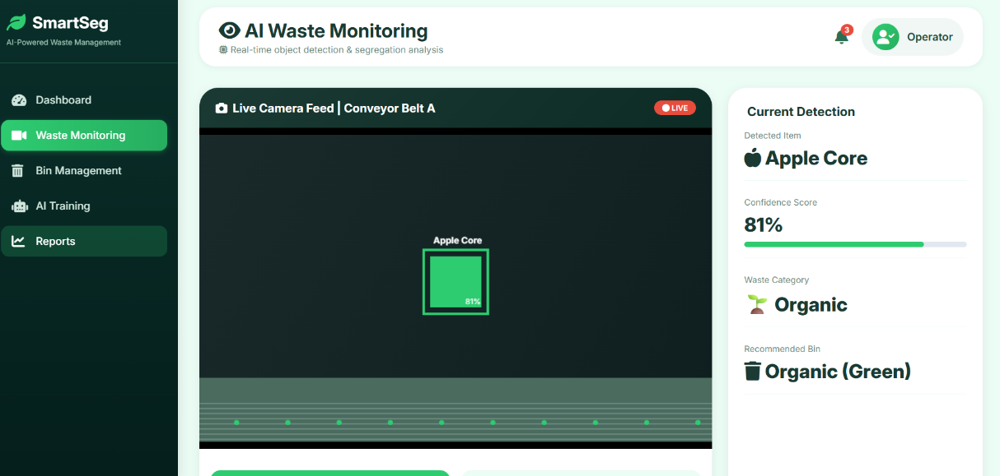 SmartSeg
AI-Powered Waste Management
Dashboard
Waste Monitoring
Bin Management
AI Training
Reports
AI Waste Monitoring
Real-time object detection & segregation analysis
3
Operator
Live Camera Feed | Conveyor Belt A
LIVE
Apple Core
81%
Current Detection
Detected Item
Apple Core
Confidence Score
81%
Waste Category
Organic
Recommended Bin
Organic (Green)